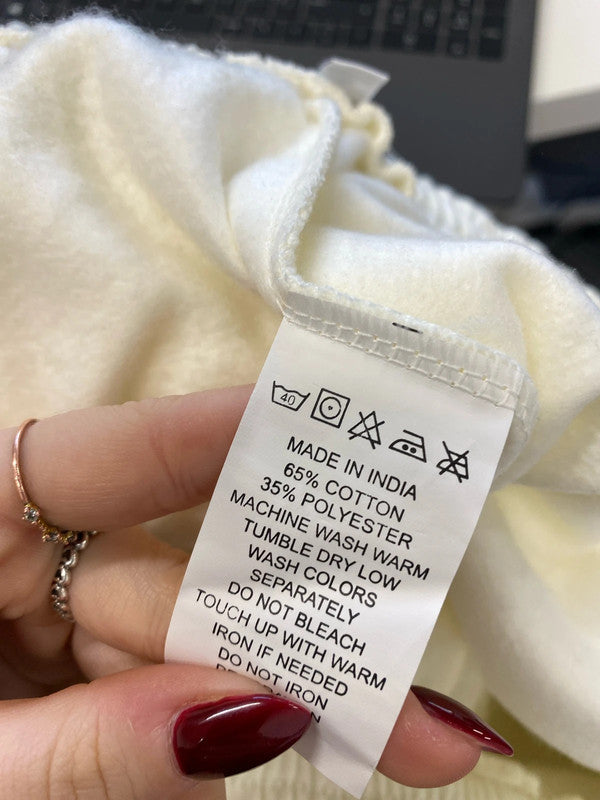 40
MADE IN INDIA
65% COTTON
35% POLYESTER
MACHINE WASH WARM
TUMBLE DRY LOW
WASH COLORS
SEPARATELY
DO NOT BLEACH
TOUCH UP WITH WARM
IRON IF NEEDED
DO NOT IRON